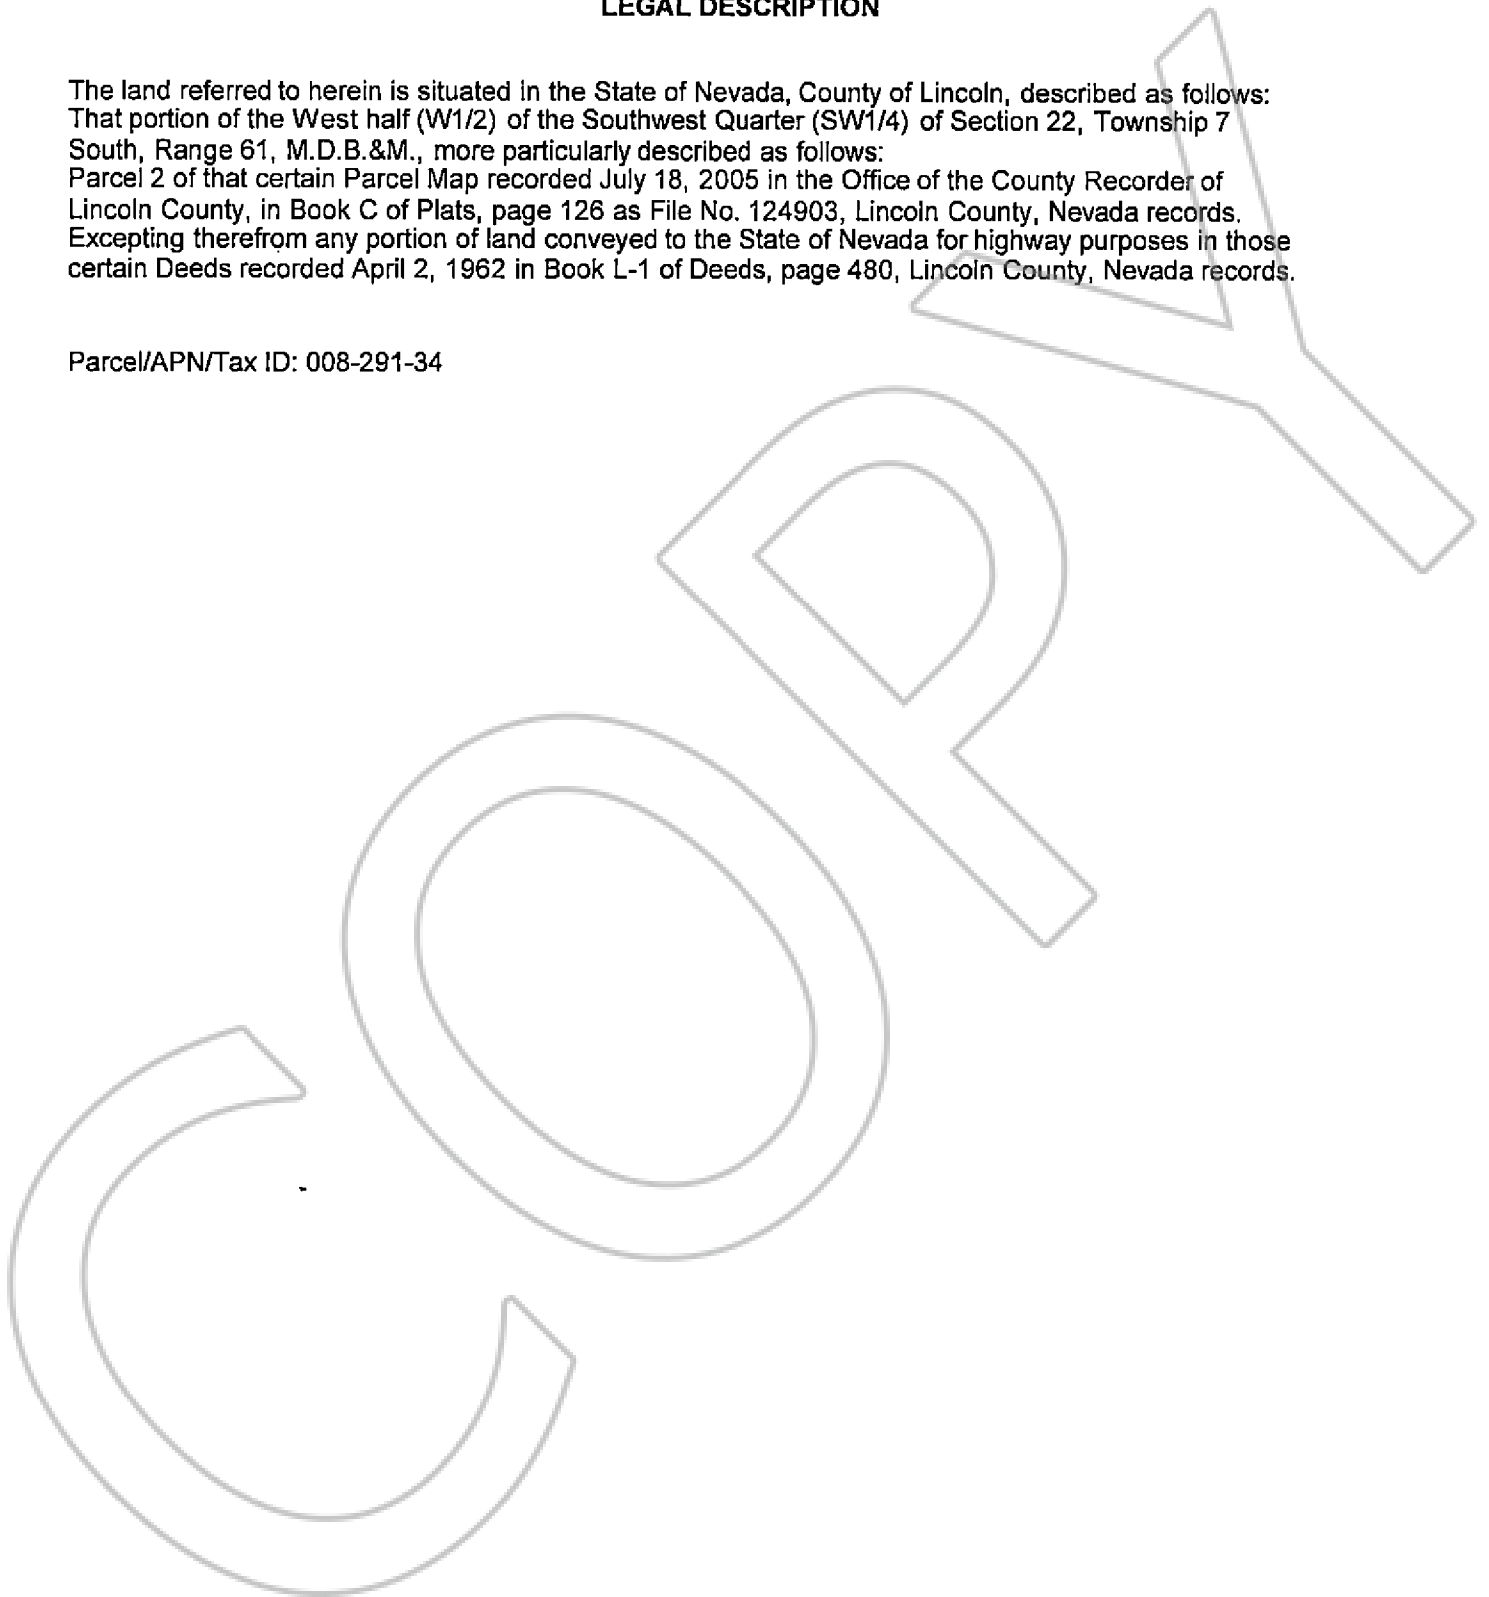 LEGAL DESCRIPTION
The land referred to herein is situated in the State of Nevada, County of Lincoln, described as follows:
That portion of the West half (W1/2) of the Southwest Quarter (SW1/4) of Section 22, Township 7
South, Range 61, M.D.B.&M., more particularly described as follows:
Parcel 2 of that certain Parcel Map recorded July 18, 2005 in the Office of the County Recorder of
Lincoln County, in Book C of Plats, page 126 as File No. 124903, Lincoln County, Nevada records.
Excepting therefrom any portion of land conveyed to the State of Nevada for highway purposes in those
certain Deeds recorded April 2, 1962 in Book L-1 of Deeds, page 480, Lincoln County, Nevada records.
Parcel/APN/Tax ID: 008-291-34
COPY